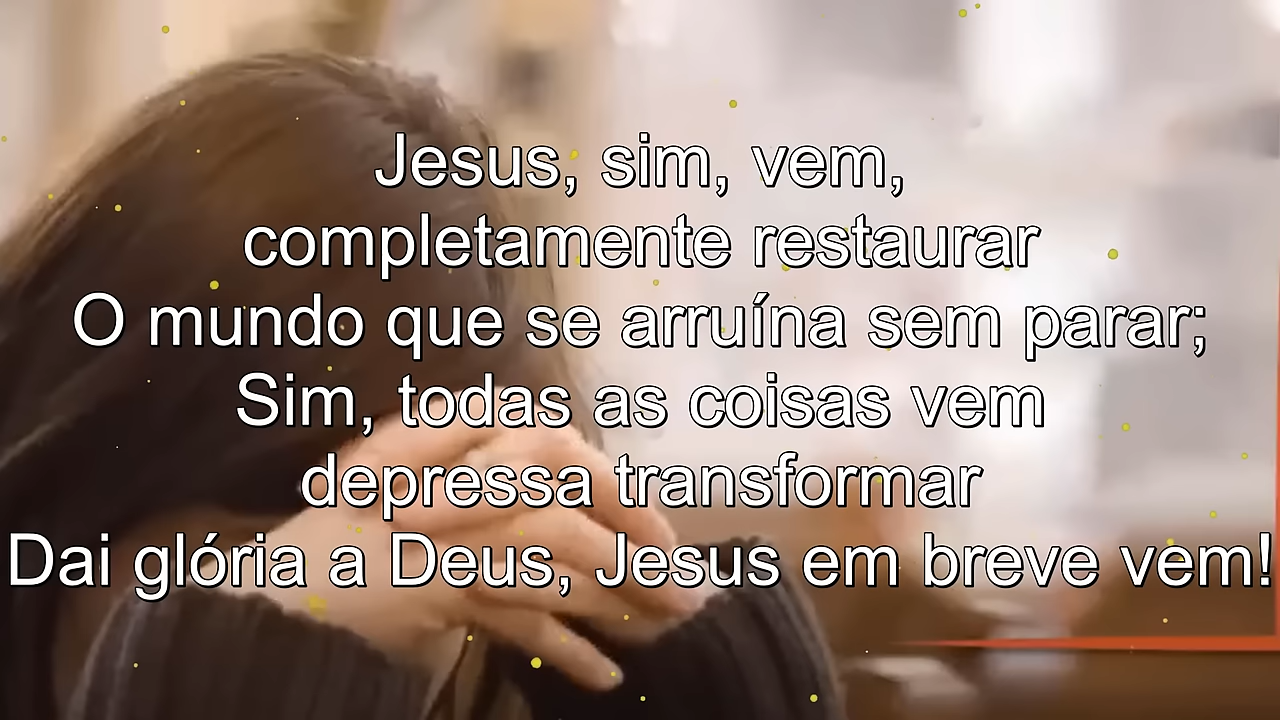 Jesus, sim, vem,
completamente restaurar
O mundo que se arruína sem parar;
Sim, todas as coisas vem
depressa transformar
Dai glória a Deus, Jesus em breve vem!